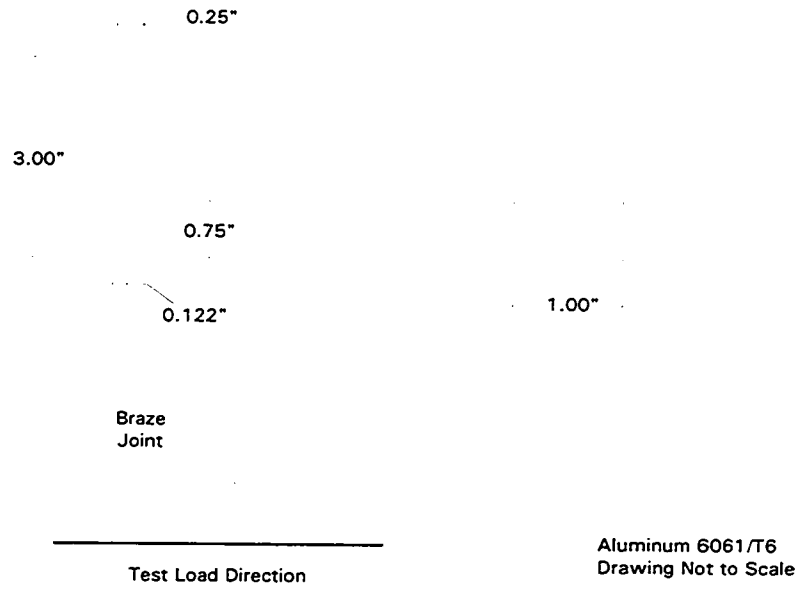 0.25"
3.00"
0.75"
0.122"
1.00"
Braze
Joint
Test Load Direction
Aluminum 6061/T6
Drawing Not to Scale